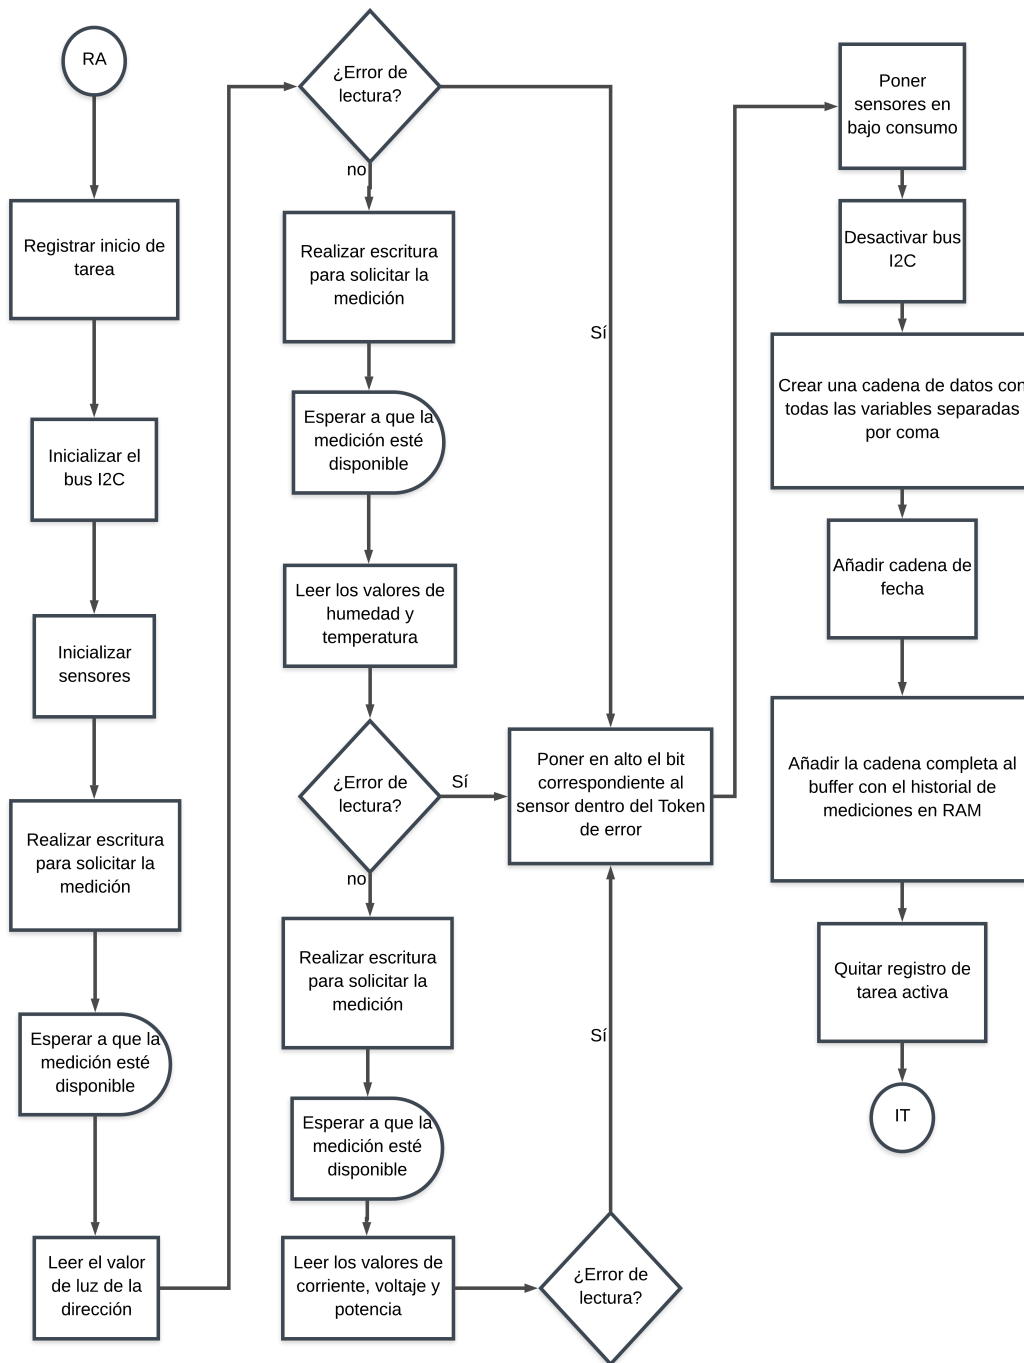 RA
Registrar inicio de
tarea
Inicializar el
bus I2C
Inicializar
sensores
Realizar escritura
para solicitar la
medición
Esperar a que la
medición esté
disponible
Leer el valor
de luz de la
dirección
¿Error de
lectura?
no
Realizar escritura
para solicitar la
medición
Esperar a que la
medición esté
disponible
Leer los valores de
humedad y
temperatura
¿Error de
lectura?
Sí
no
Realizar escritura
para solicitar la
medición
Esperar a que la
medición esté
disponible
Leer los valores de
corriente, voltaje y
potencia
¿Error de
lectura?
Sí
Sí
Poner en alto el bit
correspondiente al
sensor dentro del Token
de error
Poner
sensores en
bajo consumo
Desactivar bus
I2C
Crear una cadena de datos con
todas las variables separadas
por coma
Añadir cadena de
fecha
Añadir la cadena completa al
buffer con el historial de
mediciones en RAM
Quitar registro de
tarea activa
IT